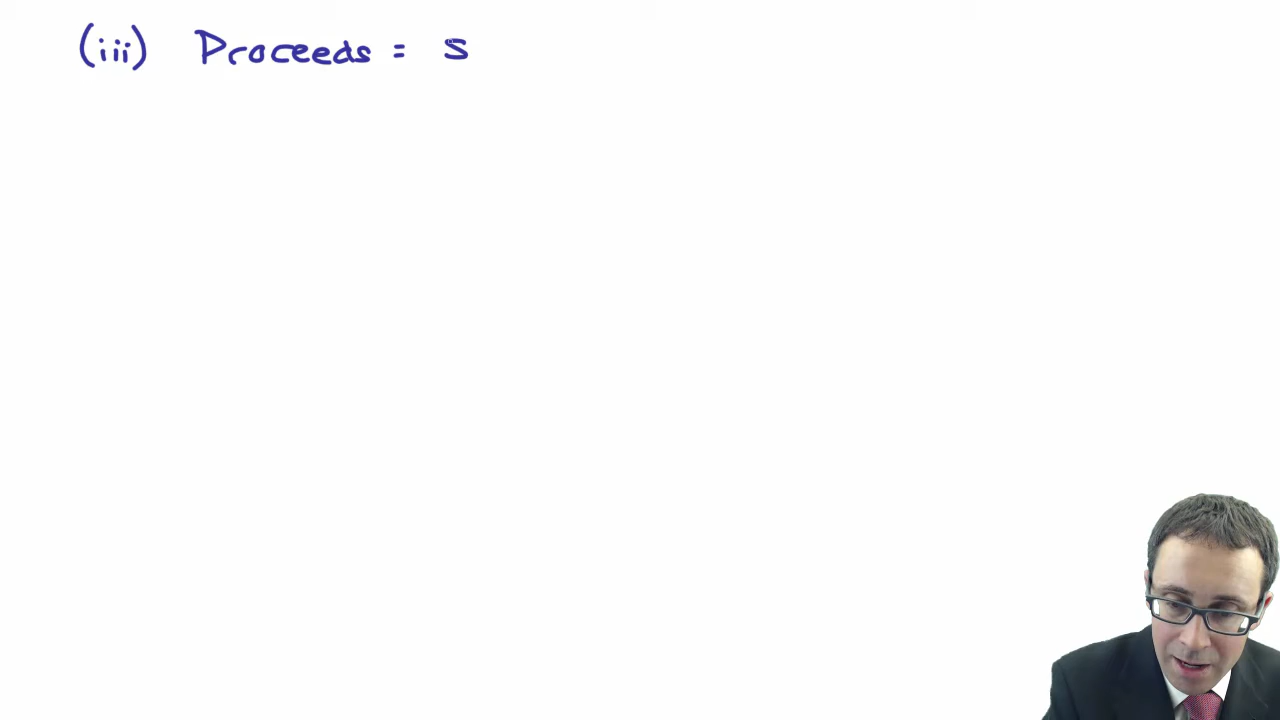 (iii) Proceeds = S